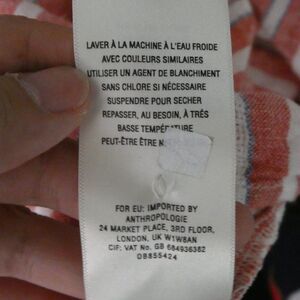 LAVER À LA MACHINE À L'EAU FROIDE
AVEC COULEURS SIMILAIRES
UTILISER UN AGENT DE BLANCHIMENT
SANS CHLORE SI NÉCESSAIRE
SUSPENDRE POUR SECHER
REPASSER, AU BESOIN, À TRÈS
BASSE TEMPÉRATURE
PEUT-ÊTRE ÊTRE
FOR EU: IMPORTED BY
ANTHROPOLOGIE
24 MARKET PLACE, 3RD FLOOR,
LONDON, UK W1W8AN
CIF: VAT No. GB 684936382
OB855424